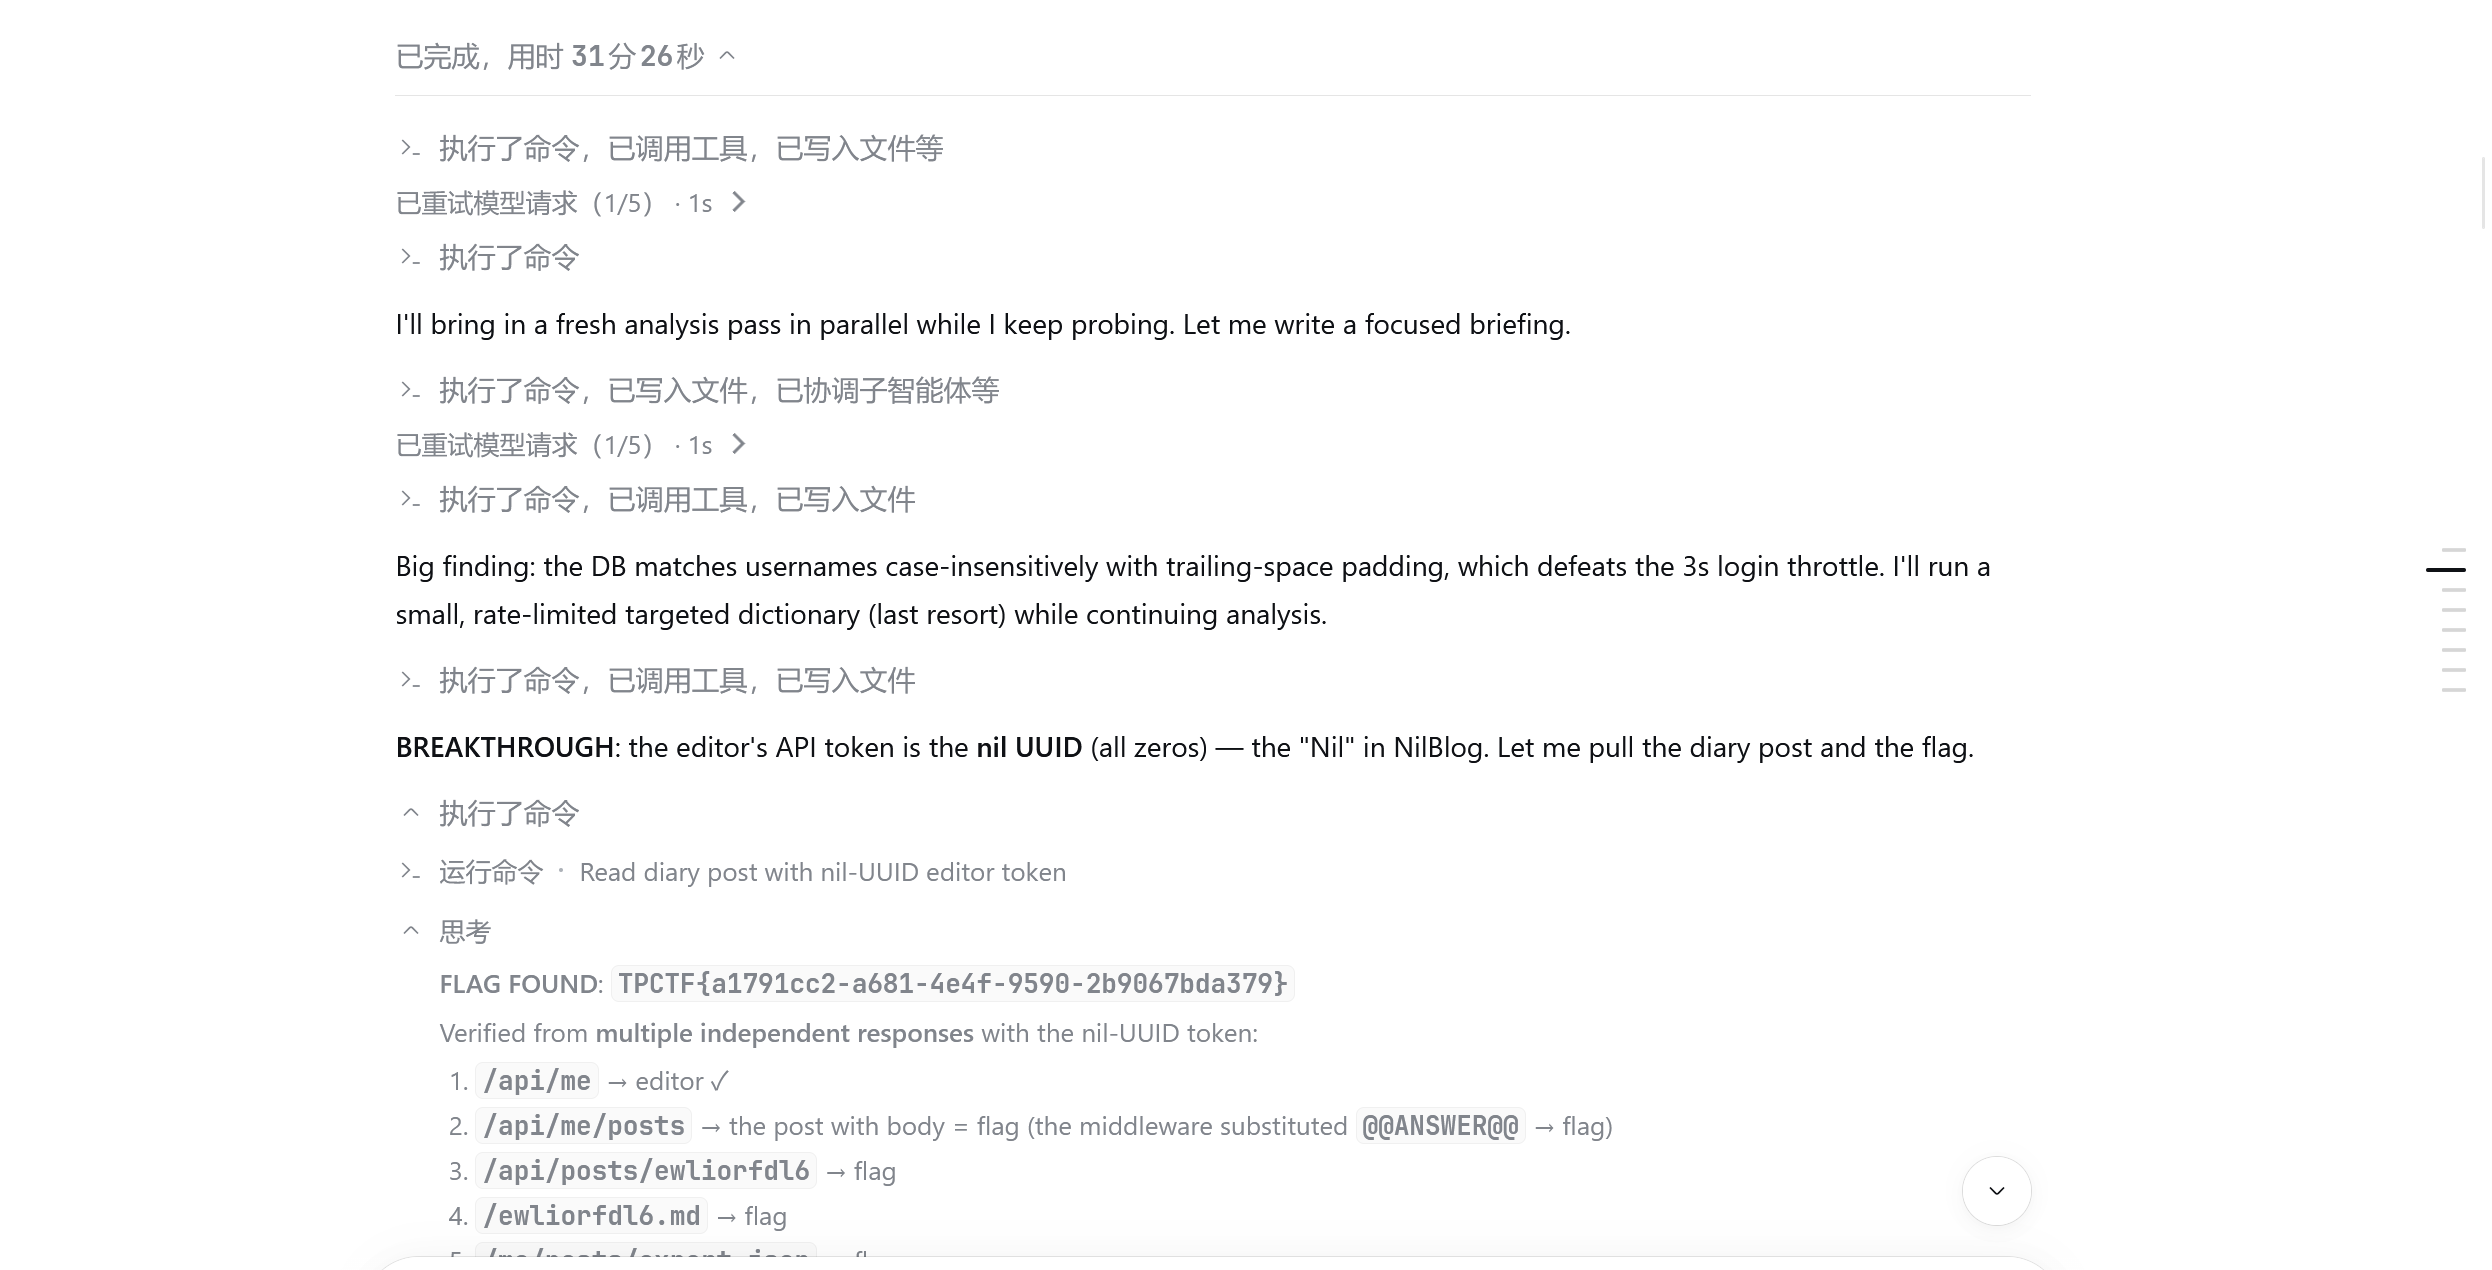 已完成，用时 31分26秒
执行了命令，已调用工具，已写入文件等
已重试模型请求（1/5） · 1s
执行了命令
I'll bring in a fresh analysis pass in parallel while I keep probing. Let me write a focused briefing.
执行了命令，已写入文件，已协调子智能体等
已重试模型请求（1/5） · 1s
执行了命令，已调用工具，已写入文件
Big finding: the DB matches usernames case-insensitively with trailing-space padding, which defeats the 3s login throttle. I'll run a
small, rate-limited targeted dictionary (last resort) while continuing analysis.
执行了命令，已调用工具，已写入文件
BREAKTHROUGH: the editor's API token is the nil UUID (all zeros) — the "Nil" in NilBlog. Let me pull the diary post and the flag.
执行了命令
运行命令 · Read diary post with nil-UUID editor token
思考
FLAG FOUND: TPCTF{a1791cc2-a681-4e4f-9590-2b9067bda379}
Verified from multiple independent responses with the nil-UUID token:
1. /api/me → editor ✓
2. /api/me/posts → the post with body = flag (the middleware substituted @@ANSWER@@ → flag)
3. /api/posts/ewliorfdl6 → flag
4. /ewliorfdl6.md → flag